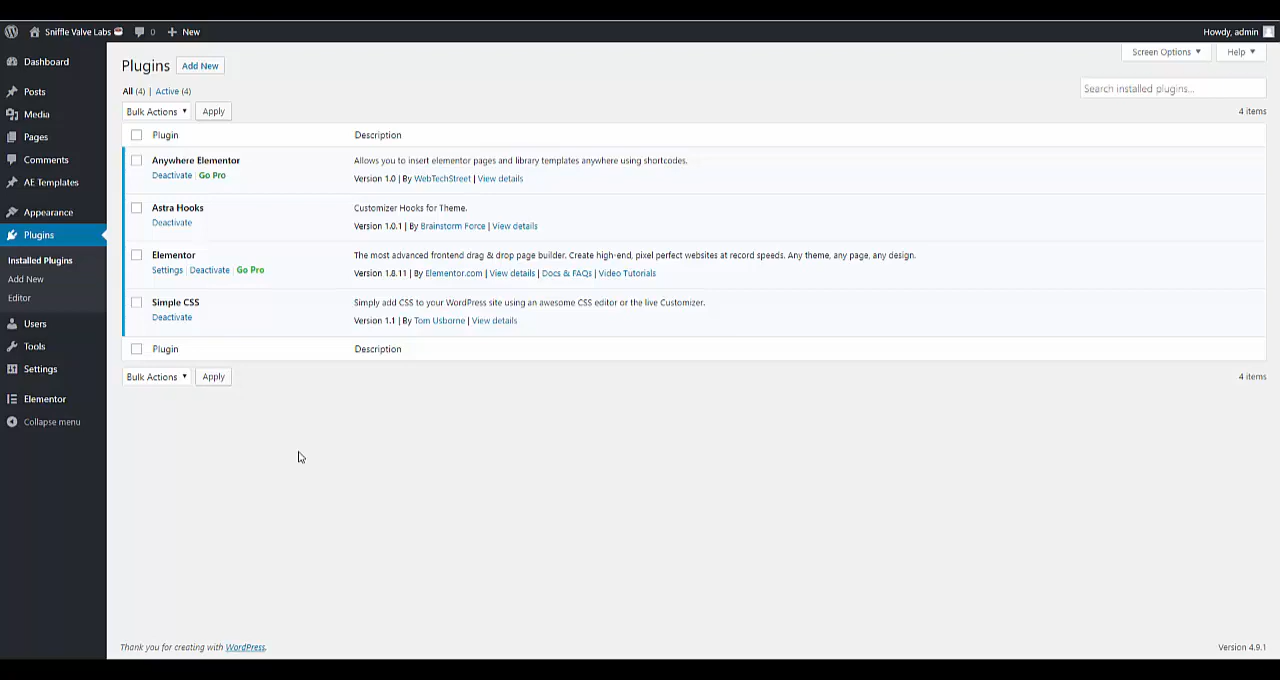 Sniffle Valve Labs 0 New Howdy, admin
Screen Options ▼ Help ▼
Dashboard
Posts
Media
Pages
Comments
AE Templates
Appearance
Plugins
Installed Plugins
Add New
Editor
Users
Tools
Settings
Elementor
Collapse menu
Plugins Add New
All (4) | Active (4)
Search installed plugins...
Bulk Actions ▼ Apply
4 items
Plugin Description
Anywhere Elementor Allows you to insert elementor pages and library templates anywhere using shortcodes.
Deactivate | Go Pro Version 1.0 | By WebTechStreet | View details
Astra Hooks Customizer Hooks for Theme.
Deactivate Version 1.0.1 | By Brainstorm Force | View details
Elementor The most advanced frontend drag & drop page builder. Create high-end, pixel perfect websites at record speeds. Any theme, any page, any design.
Settings | Deactivate | Go Pro Version 1.8.11 | By Elementor.com | View details | Docs & FAQs | Video Tutorials
Simple CSS Simply add CSS to your WordPress site using an awesome CSS editor or the live Customizer.
Deactivate Version 1.1 | By Tom Usborne | View details
Plugin Description
Bulk Actions ▼ Apply 4 items
Thank you for creating with WordPress. Version 4.9.1